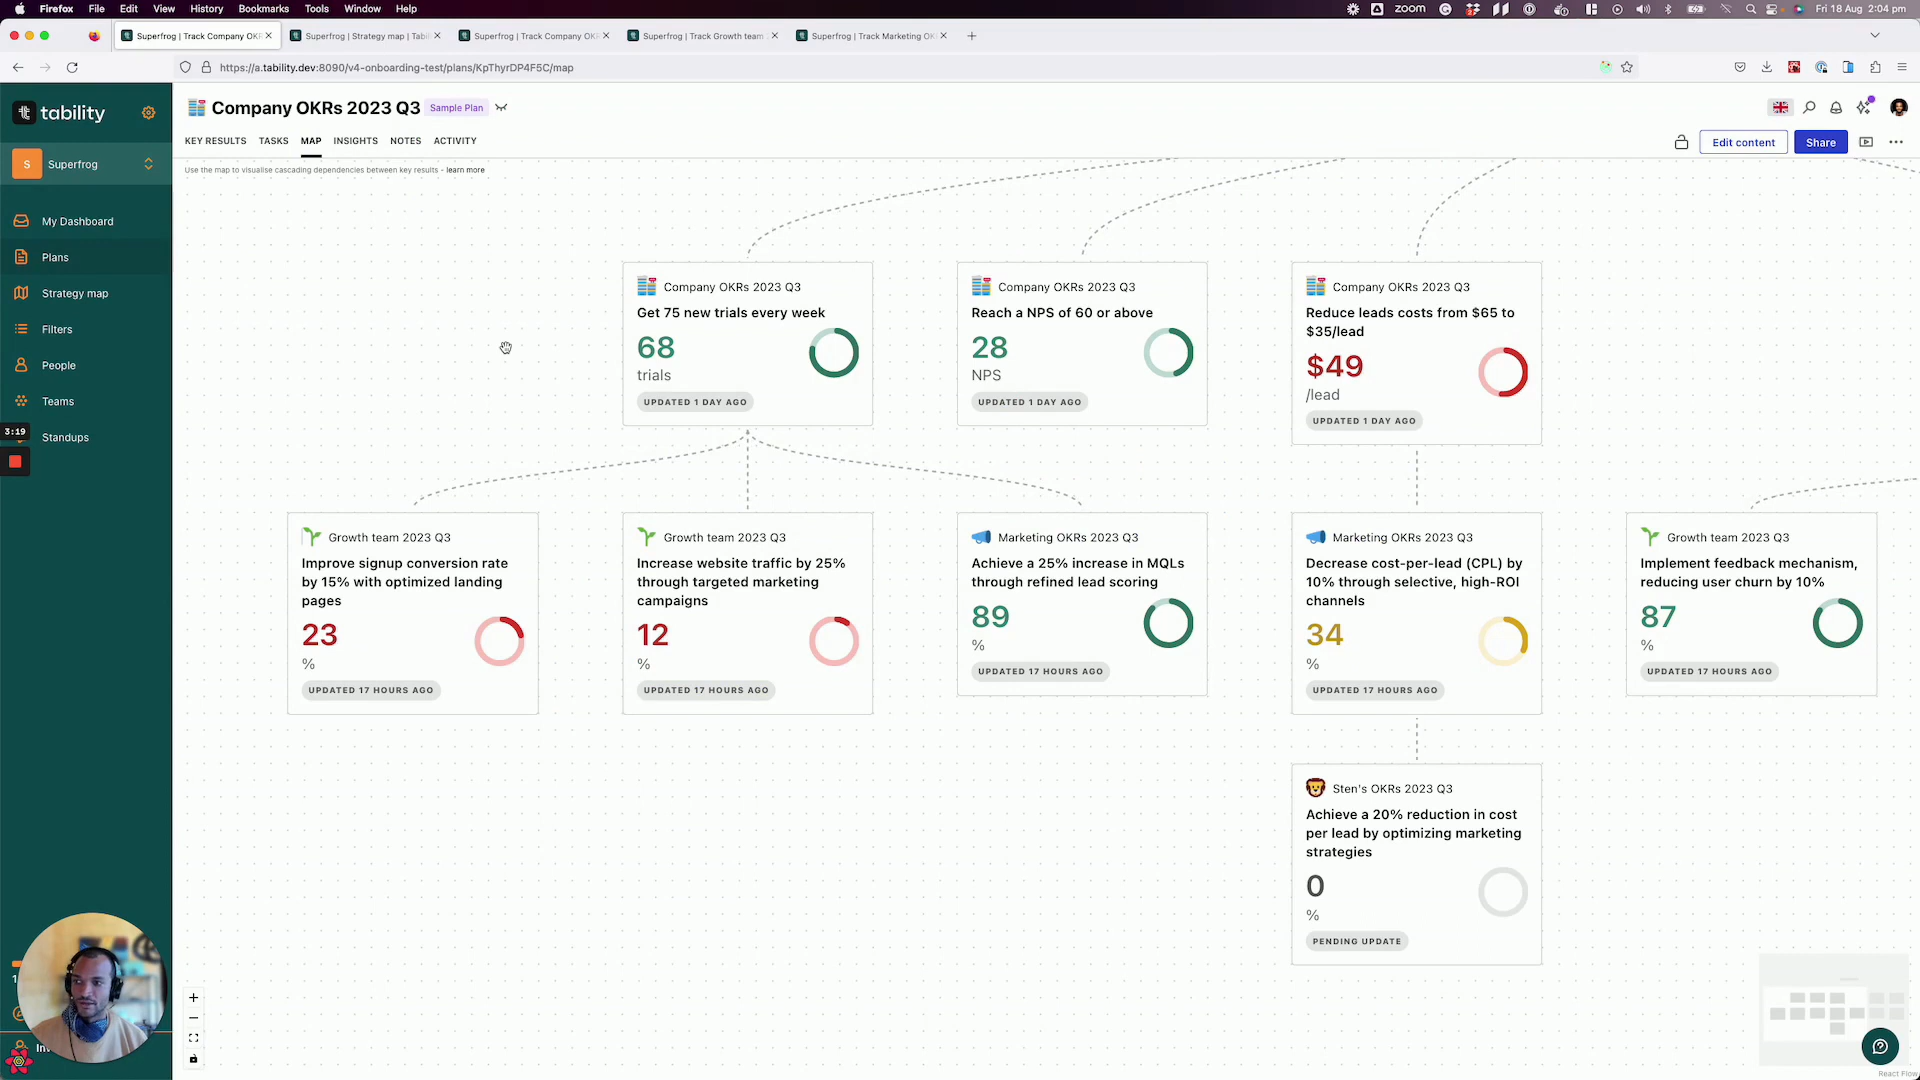 Firefox File Edit View History Bookmarks Tools Window Help
zoom
Fri 18 Aug 2:04 pm
Superfrog | Track Company OKR
Superfrog | Strategy map | Tabili
Superfrog | Track Company OK
Superfrog | Track Growth team
Superfrog | Track Marketing OK
https://a.tability.dev:8090/v4-onboarding-test/plans/KpThyrDP4F5C/map
tability
Company OKRs 2023 Q3
Sample Plan
KEY RESULTS TASKS MAP INSIGHTS NOTES ACTIVITY
Edit content
Share
S
Superfrog
Use the map to visualise cascading dependencies between key results - learn more
My Dashboard
Plans
Strategy map
Filters
People
Teams
Standups
3:19
Company OKRs 2023 Q3
Get 75 new trials every week
68
trials
UPDATED 1 DAY AGO
Company OKRs 2023 Q3
Reach a NPS of 60 or above
28
NPS
UPDATED 1 DAY AGO
Company OKRs 2023 Q3
Reduce leads costs from $65 to
$35/lead
$49
/lead
UPDATED 1 DAY AGO
Growth team 2023 Q3
Improve signup conversion rate
by 15% with optimized landing
pages
23
%
UPDATED 17 HOURS AGO
Growth team 2023 Q3
Increase website traffic by 25%
through targeted marketing
campaigns
12
%
UPDATED 17 HOURS AGO
Marketing OKRs 2023 Q3
Achieve a 25% increase in MQLs
through refined lead scoring
89
%
UPDATED 17 HOURS AGO
Marketing OKRs 2023 Q3
Decrease cost-per-lead (CPL) by
10% through selective, high-ROI
channels
34
%
UPDATED 17 HOURS AGO
Growth team 2023 Q3
Implement feedback mechanism,
reducing user churn by 10%
87
%
UPDATED 17 HOURS AGO
Sten's OKRs 2023 Q3
Achieve a 20% reduction in cost
per lead by optimizing marketing
strategies
0
%
PENDING UPDATE
React Flow